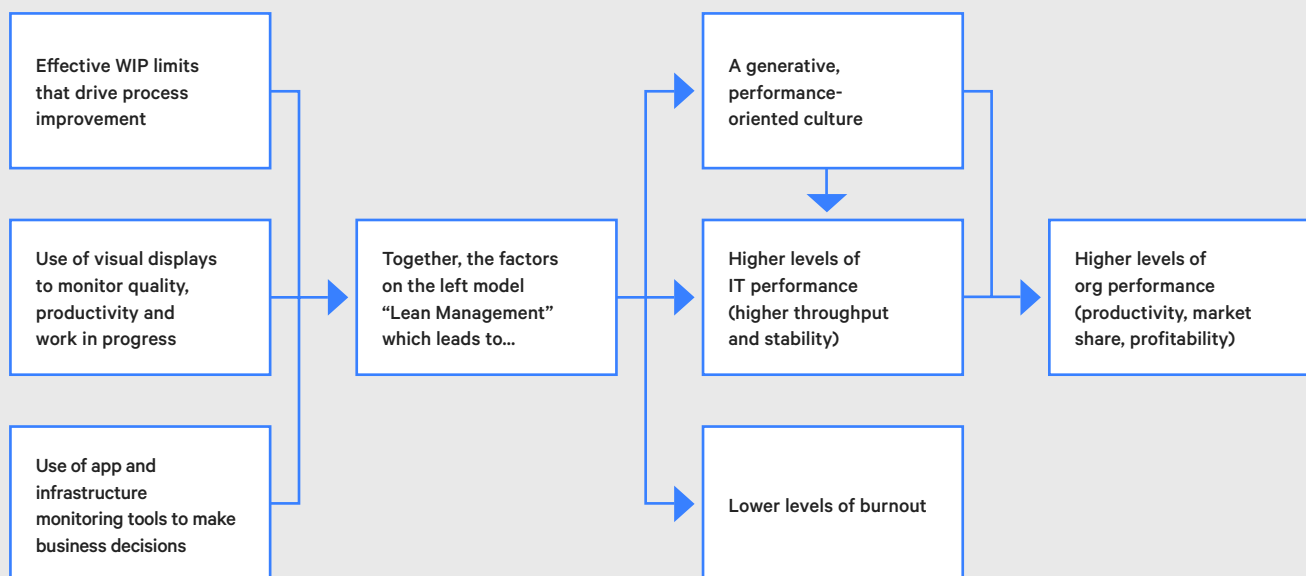 Effective WIP limits
that drive process
improvement
Use of visual displays
to monitor quality,
productivity and
work in progress
Use of app and
infrastructure
monitoring tools to make
business decisions
Together, the factors
on the left model
“Lean Management”
which leads to...
A generative,
performance-
oriented culture
Higher levels of
IT performance
(higher throughput
and stability)
Lower levels of burnout
Higher levels of
org performance
(productivity, market
share, profitability)